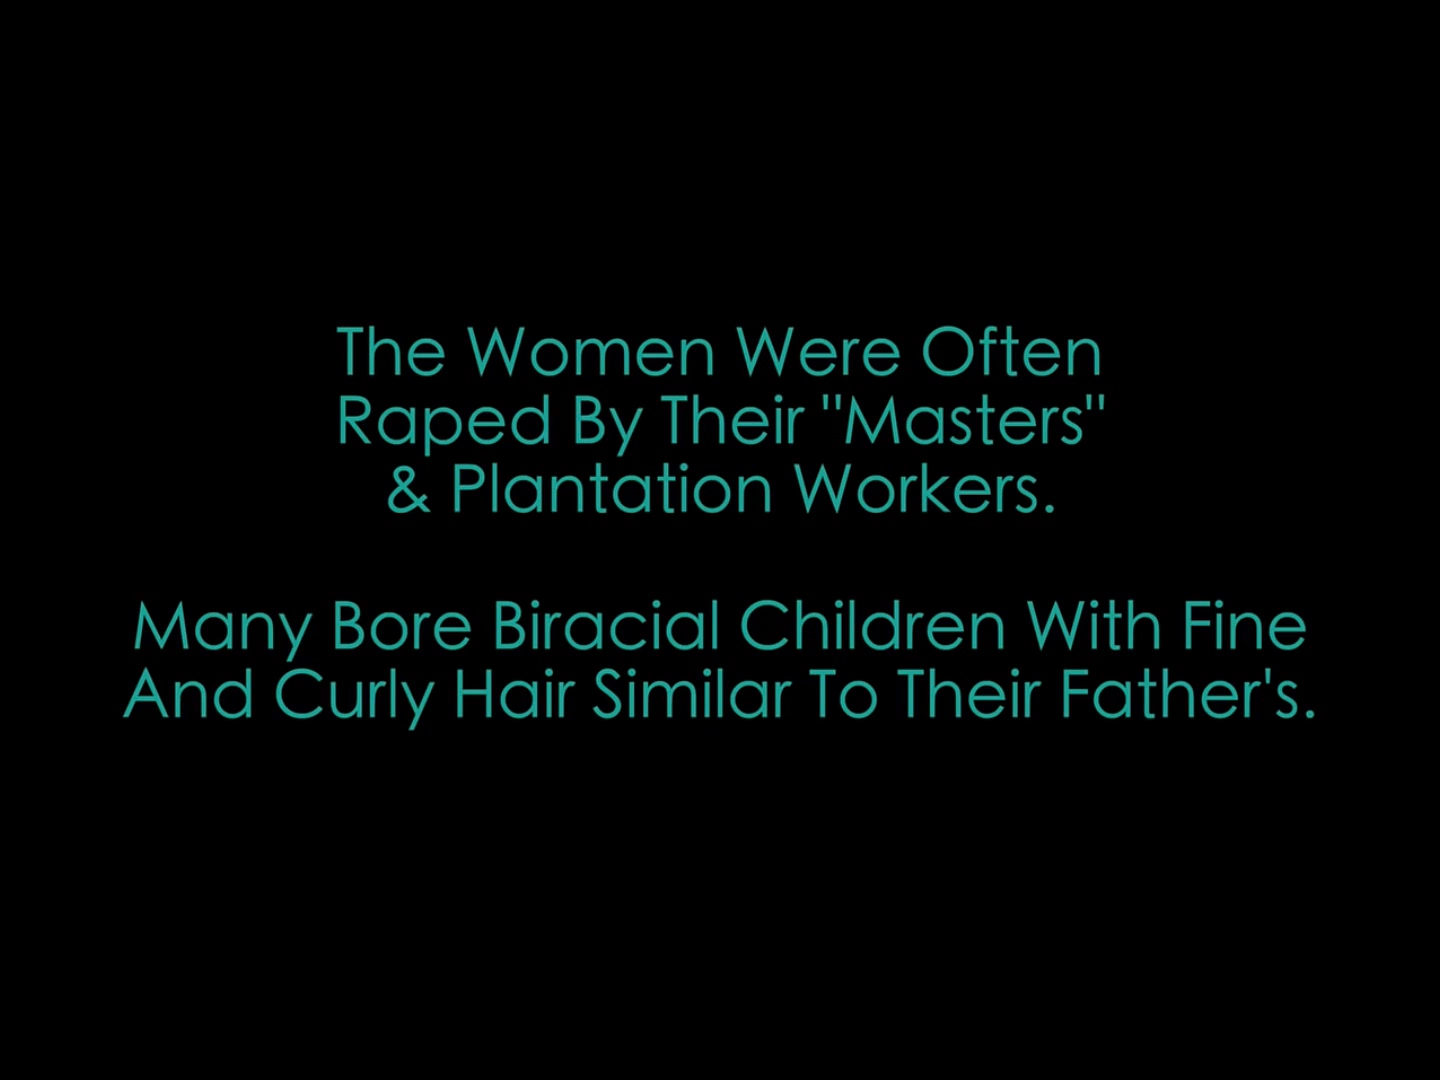 The Women Were Often
Raped By Their "Masters"
& Plantation Workers.
Many Bore Biracial Children With Fine
And Curly Hair Similar To Their Father's.